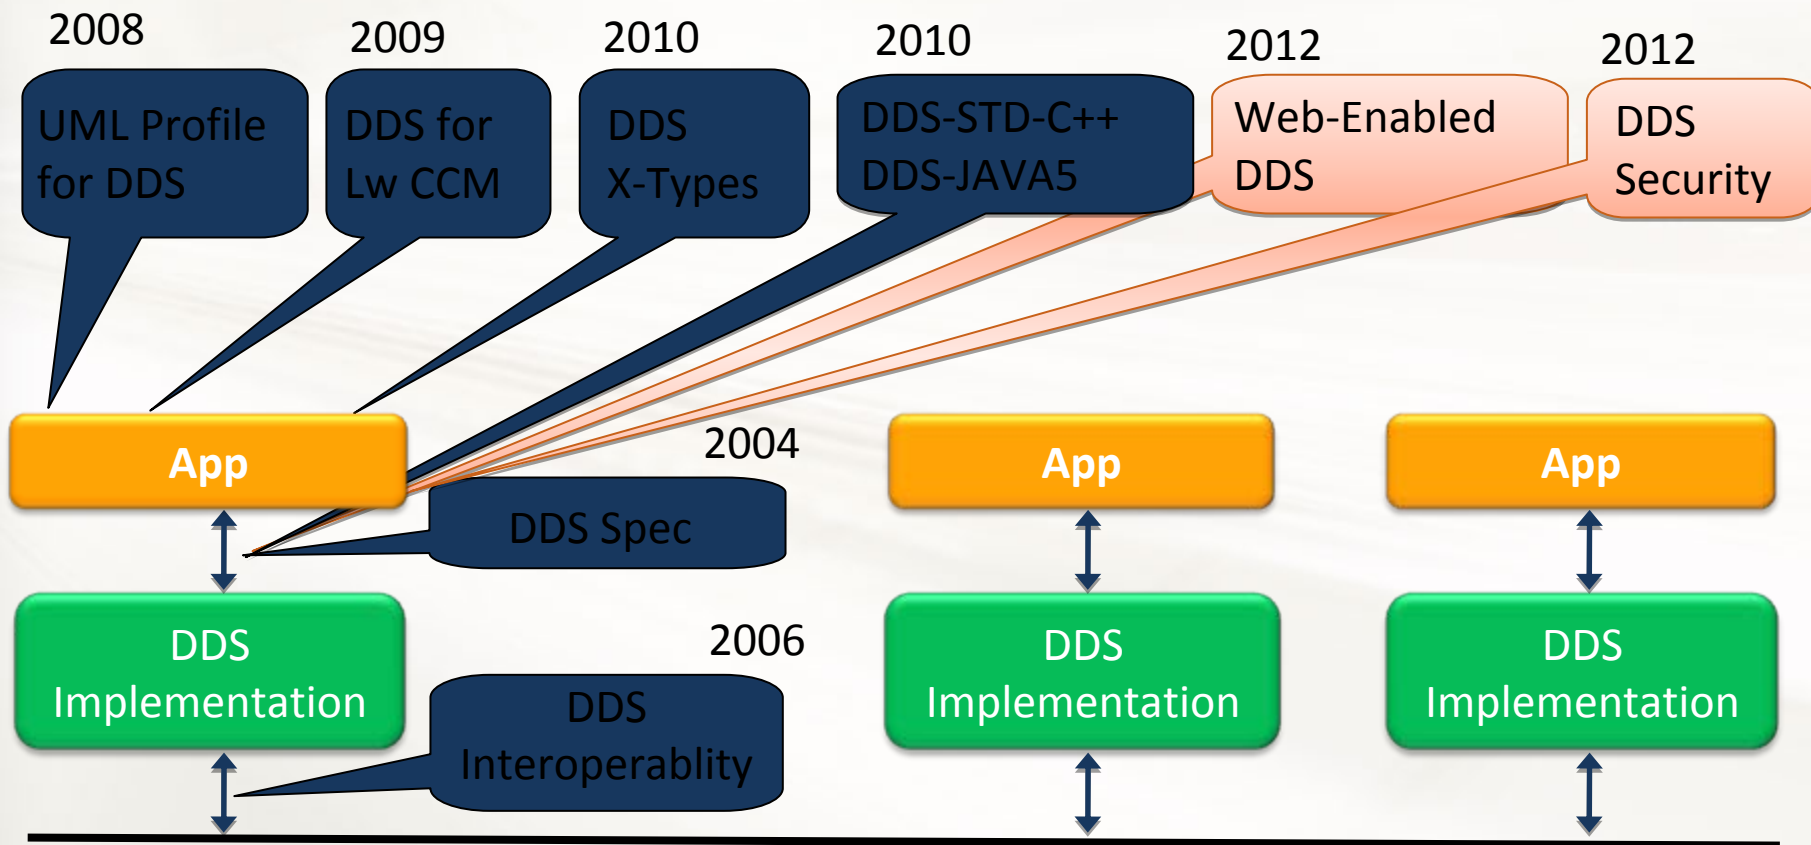 2008
2009
2010
2010
2012
2012
UML Profile
for DDS
DDS for
Lw CCM
DDS
X-Types
DDS-STD-C++
DDS-JAVA5
Web-Enabled
DDS
DDS
Security
App
2004
App
App
DDS Spec
DDS
Implementation
2006
DDS
Interoperablity
DDS
Implementation
DDS
Implementation